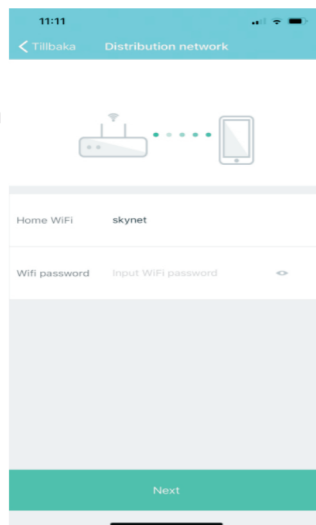 11:11
Tillbaka Distribution network
Home WiFi skynet
Wifi password Input WiFi password
Next